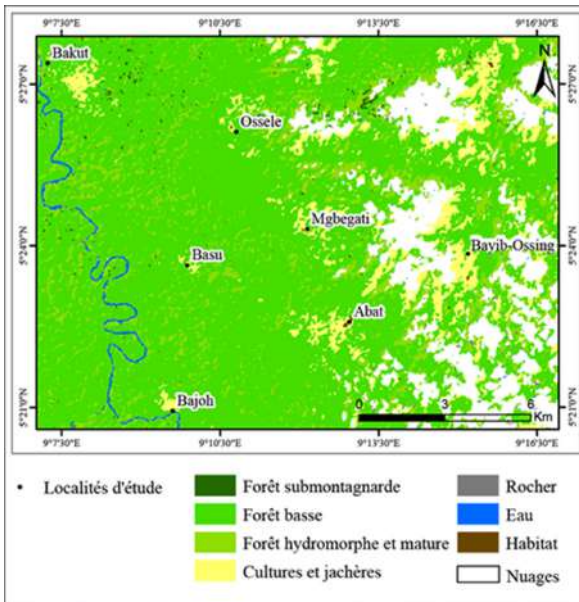 9°7'30"E 9°10'30"E 9°13'30"E 9°16'30"E
N
Bakut
5°27'0"N 5°27'0"N
Ossele
Mgbegati
5°24'0"N 5°24'0"N
Bayib-Ossing
Basu
Abat
Bajoh
0 3 6
Km
5°21'0"N 5°21'0"N
9°7'30"E 9°10'30"E 9°13'30"E 9°16'30"E
Localités d'étude
Forêt submontagnarde
Forêt basse
Forêt hydromorphe et mature
Cultures et jachères
Rocher
Eau
Habitat
Nuages